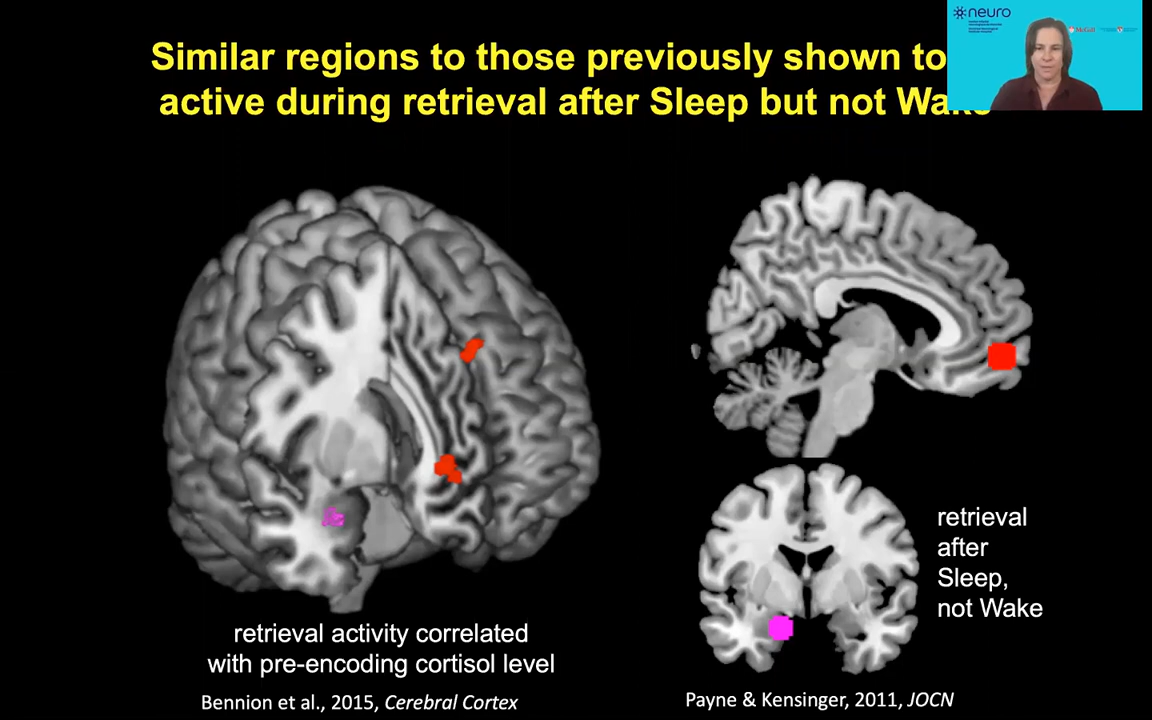 neuro
McGill
Similar regions to those previously shown to
active during retrieval after Sleep but not Wake
retrieval
after
Sleep,
not Wake
retrieval activity correlated
with pre-encoding cortisol level
Bennion et al., 2015, Cerebral Cortex
Payne & Kensinger, 2011, JOCN